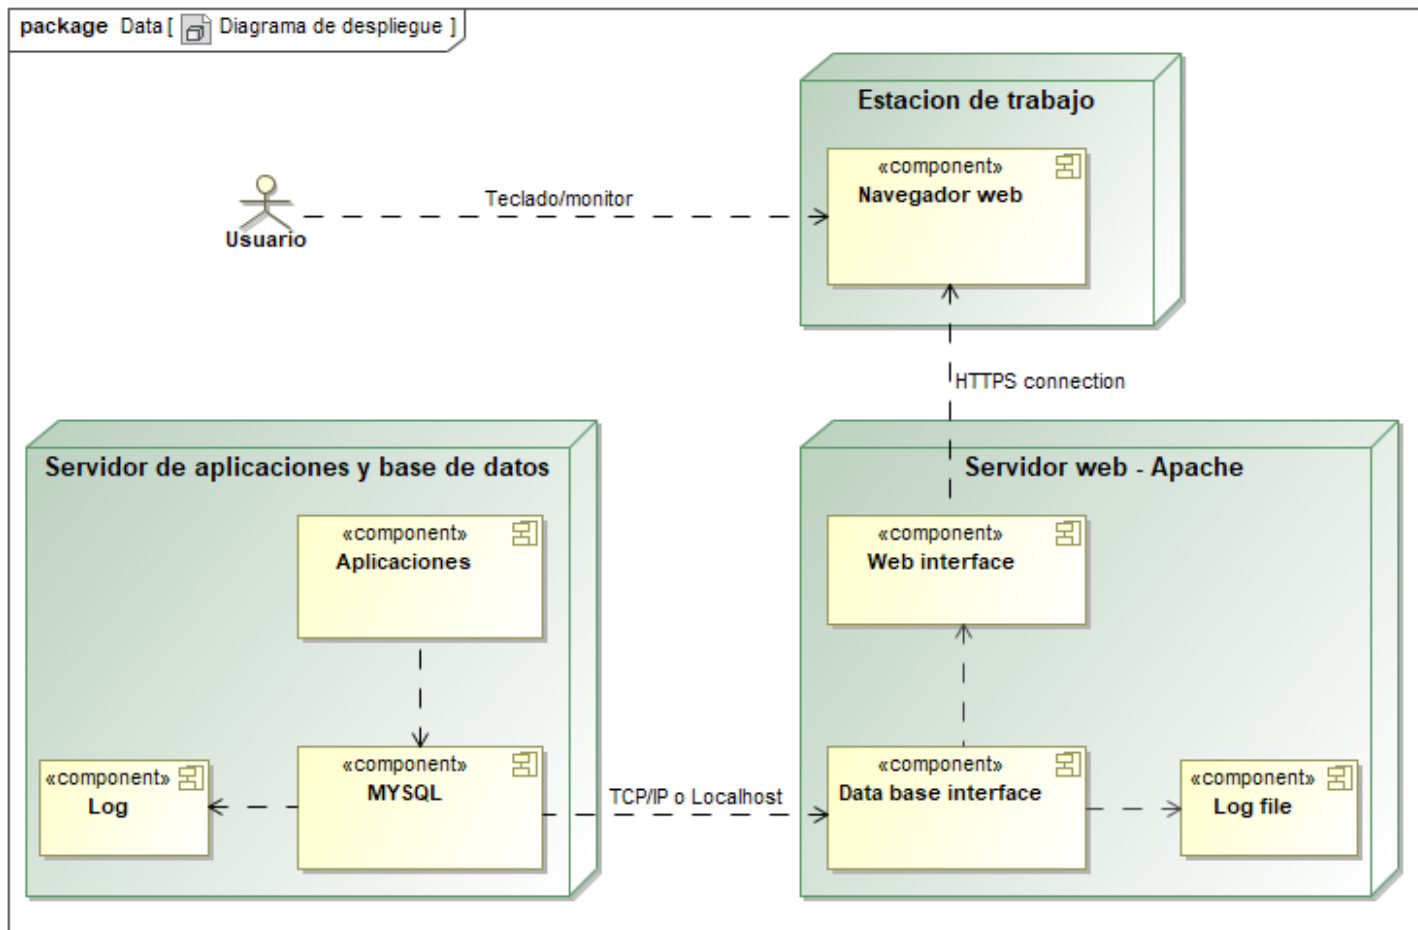 package Data [ Diagrama de despliegue ]
Estacion de trabajo
«component»
Navegador web
Teclado/monitor
Usuario
HTTPS connection
Servidor de aplicaciones y base de datos
«component»
Aplicaciones
«component»
Log
«component»
MYSQL
TCP/IP o Localhost
Servidor web - Apache
«component»
Web interface
«component»
Data base interface
«component»
Log file